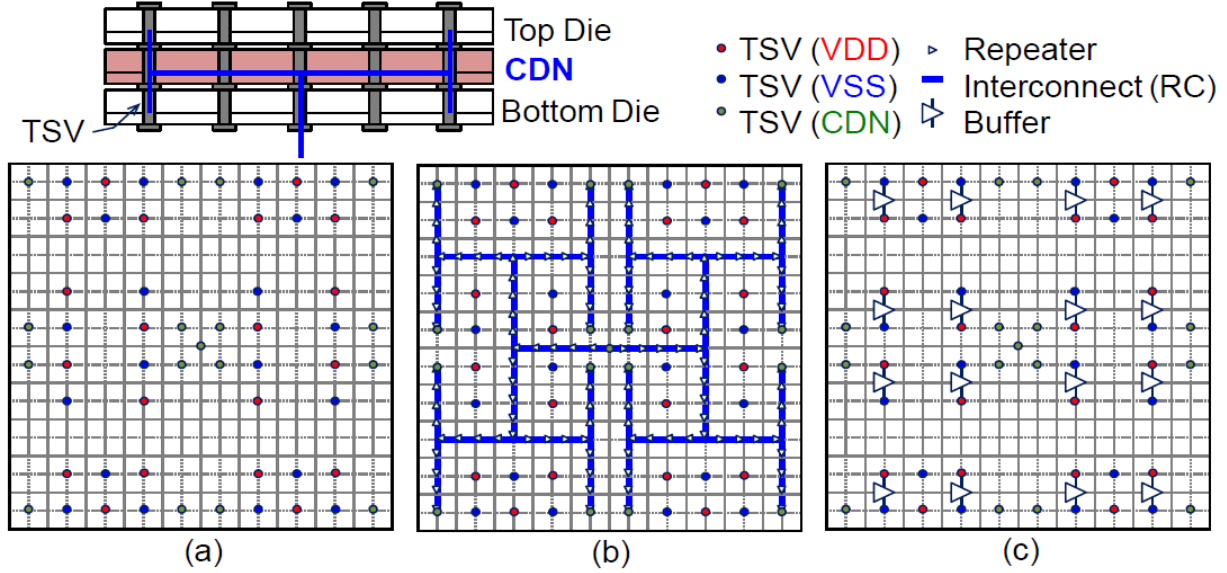 Top Die
CDN
Bottom Die
TSV
TSV (VDD)
TSV (VSS)
TSV (CDN)
Repeater
Interconnect (RC)
Buffer
(a)
(b)
(c)